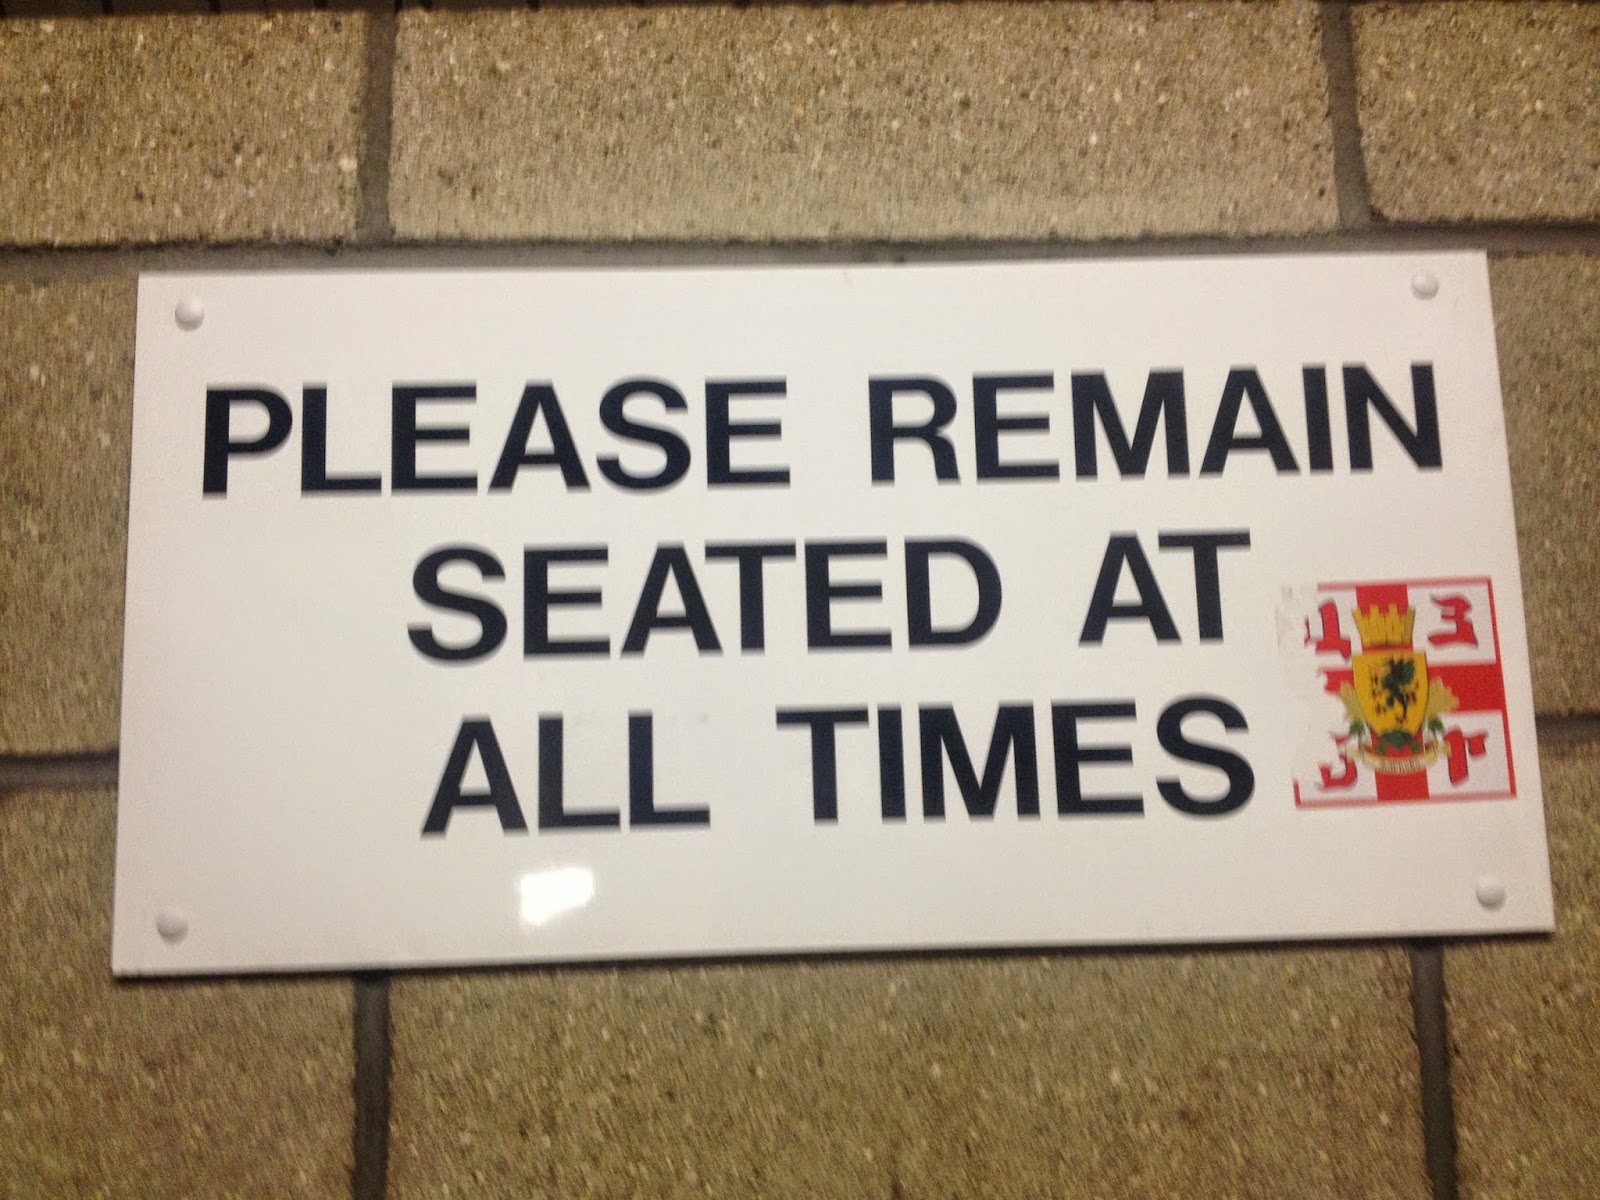 PLEASE REMAIN
SEATED AT
ALL TIMES